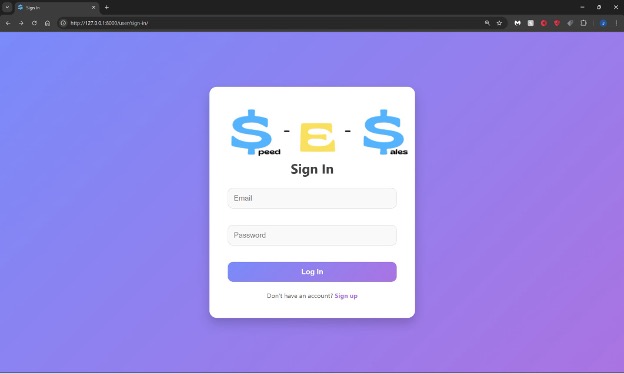 Sign In
http://127.0.0.1:8000/user/sign-in/
$peed - E - $ales
Sign In
Email
Password
Log In
Don't have an account? Sign up